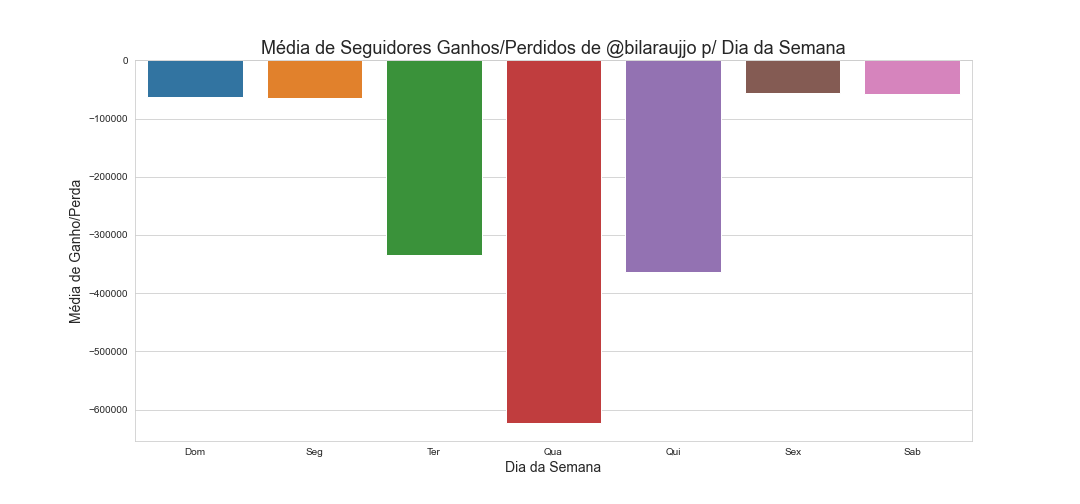 Média de Seguidores Ganhos/Perdidos de @bilaraujjo p/ Dia da Semana
Média de Ganho/Perda
0
−100000
−200000
−300000
−400000
−500000
−600000
Dom Seg Ter Qua Qui Sex Sab
Dia da Semana